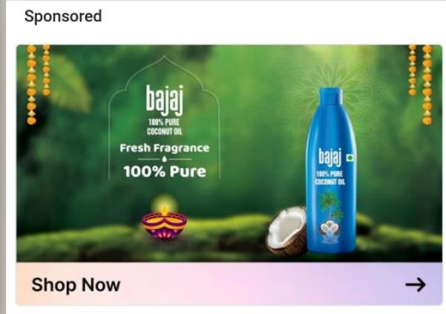 Sponsored
bajaj
100% PURE
COCONUT OIL
Fresh Fragrance
100% Pure
bajaj
100% PURE
COCONUT OIL
Shop Now